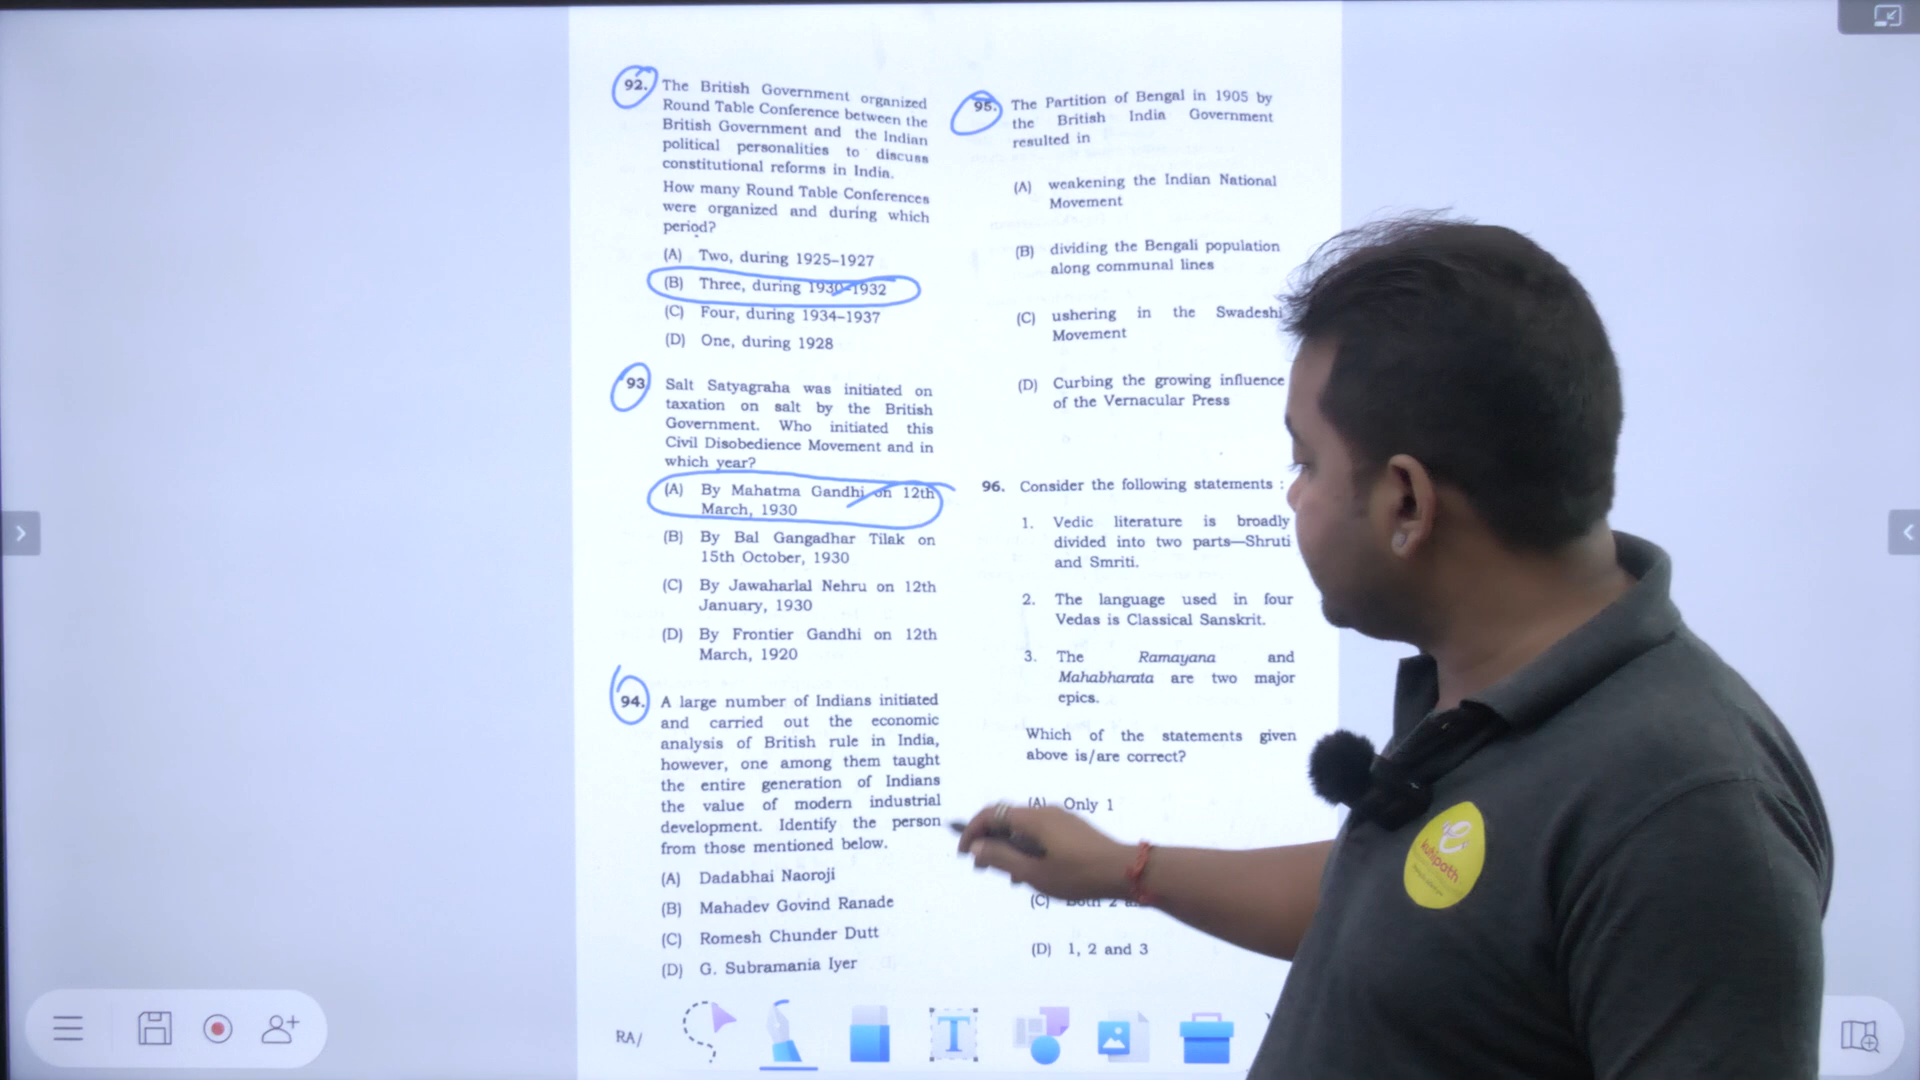 92. The British Government organized
Round Table Conference between the
British Government and the Indian
political personalities to discuss
constitutional reforms in India.
How many Round Table Conferences
were organized and during which
period?
(A) Two, during 1925–1927
(B) Three, during 1930–1932
(C) Four, during 1934–1937
(D) One, during 1928
93. Salt Satyagraha was initiated on
taxation on salt by the British
Government. Who initiated this
Civil Disobedience Movement and in
which year?
(A) By Mahatma Gandhi on 12th
March, 1930
(B) By Bal Gangadhar Tilak on
15th October, 1930
(C) By Jawaharlal Nehru on 12th
January, 1930
(D) By Frontier Gandhi on 12th
March, 1920
94. A large number of Indians initiated
and carried out the economic
analysis of British rule in India,
however, one among them taught
the entire generation of Indians
the value of modern industrial
development. Identify the person
from those mentioned below.
(A) Dadabhai Naoroji
(B) Mahadev Govind Ranade
(C) Romesh Chunder Dutt
(D) G. Subramania Iyer
RA/
95. The Partition of Bengal in 1905 by
the British India Government
resulted in
(A) weakening the Indian National
Movement
(B) dividing the Bengali population
along communal lines
(C) ushering in the Swadeshi
Movement
(D) Curbing the growing influence
of the Vernacular Press
96. Consider the following statements :
1. Vedic literature is broadly
divided into two parts—Shruti
and Smriti.
2. The language used in four
Vedas is Classical Sanskrit.
3. The Ramayana and
Mahabharata are two major
epics.
Which of the statements given
above is/are correct?
(A) Only 1
(C) Both 2
(D) 1, 2 and 3
T